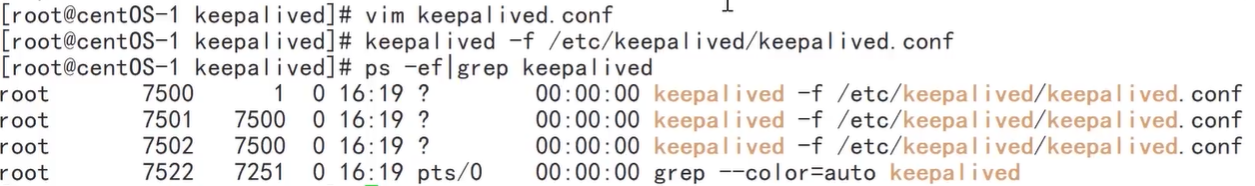 [root@centOS-1 keepalived]# vim keepalived.conf
[root@centOS-1 keepalived]# keepalived -f /etc/keepalived/keepalived.conf
[root@centOS-1 keepalived]# ps -ef|grep keepalived
root       7500      1  0 16:19 ?        00:00:00 keepalived -f /etc/keepalived/keepalived.conf
root       7501   7500  0 16:19 ?        00:00:00 keepalived -f /etc/keepalived/keepalived.conf
root       7502   7500  0 16:19 ?        00:00:00 keepalived -f /etc/keepalived/keepalived.conf
root       7522   7251  0 16:19 pts/0    00:00:00 grep --color=auto keepalived